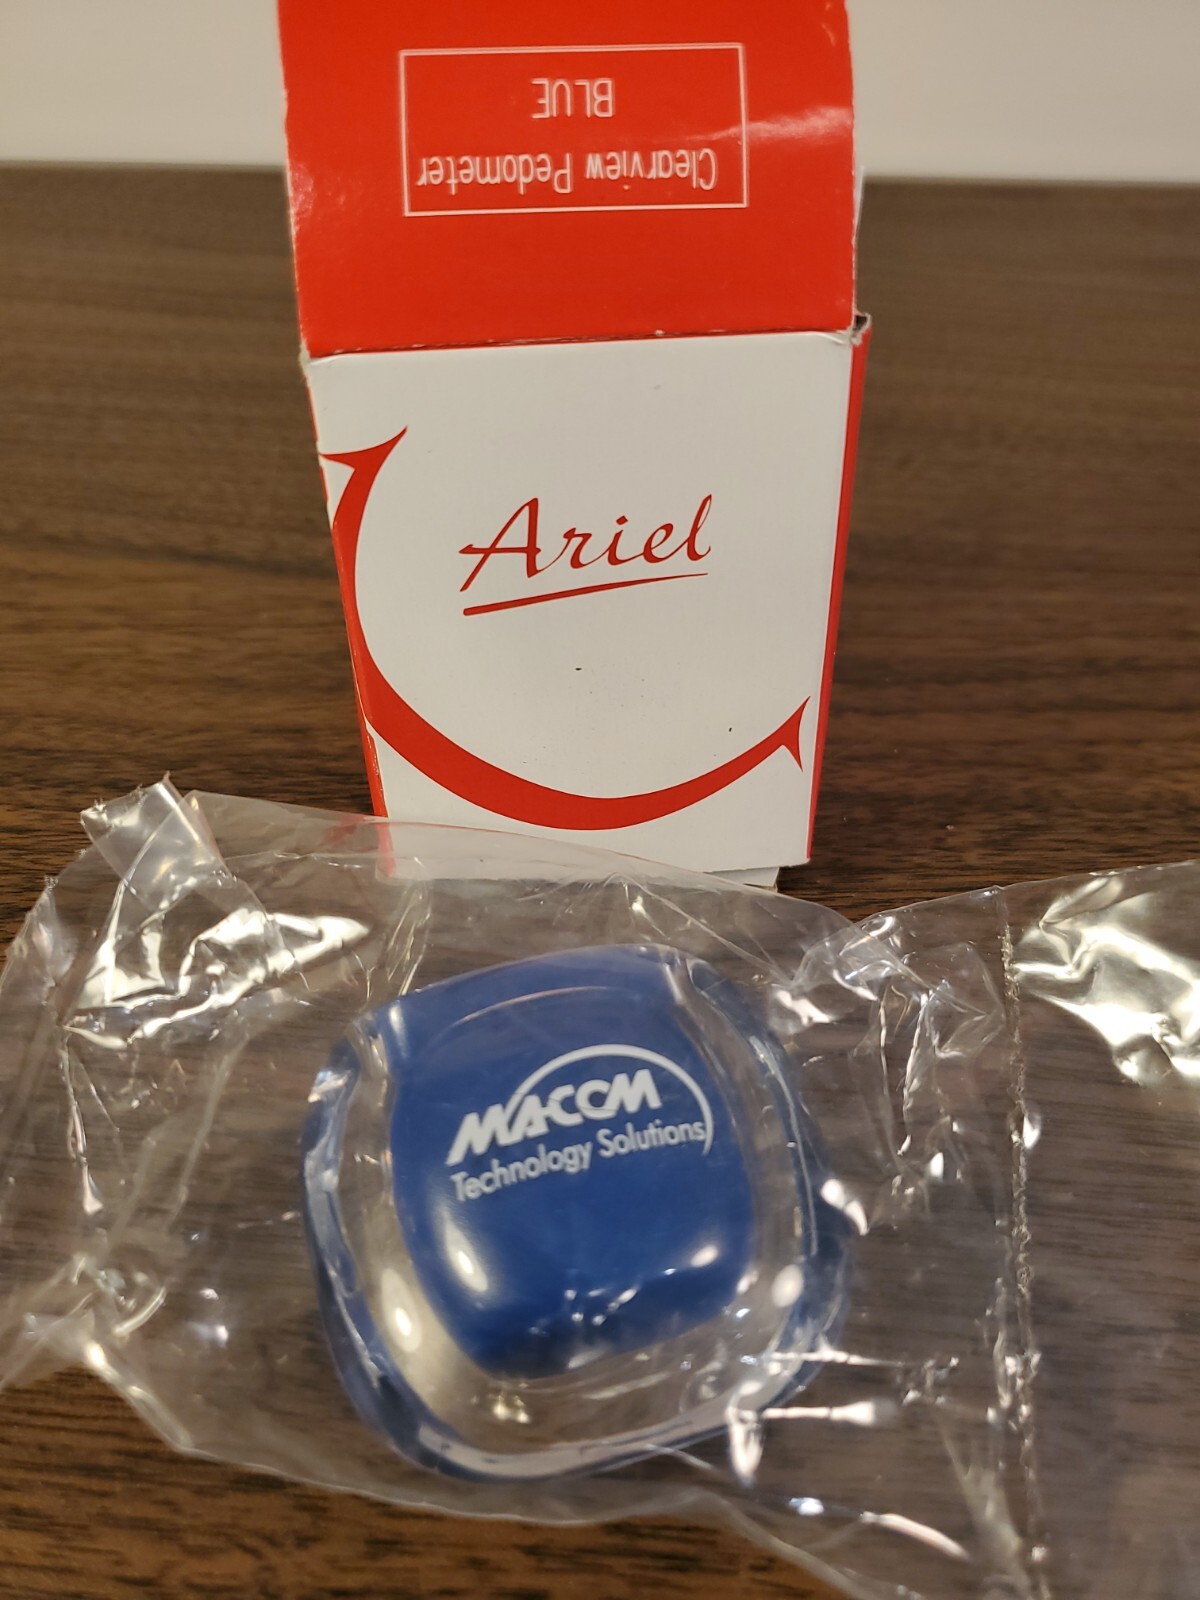 Clearview Pedometer
BLUE
Ariel
MACOM
Technology Solutions